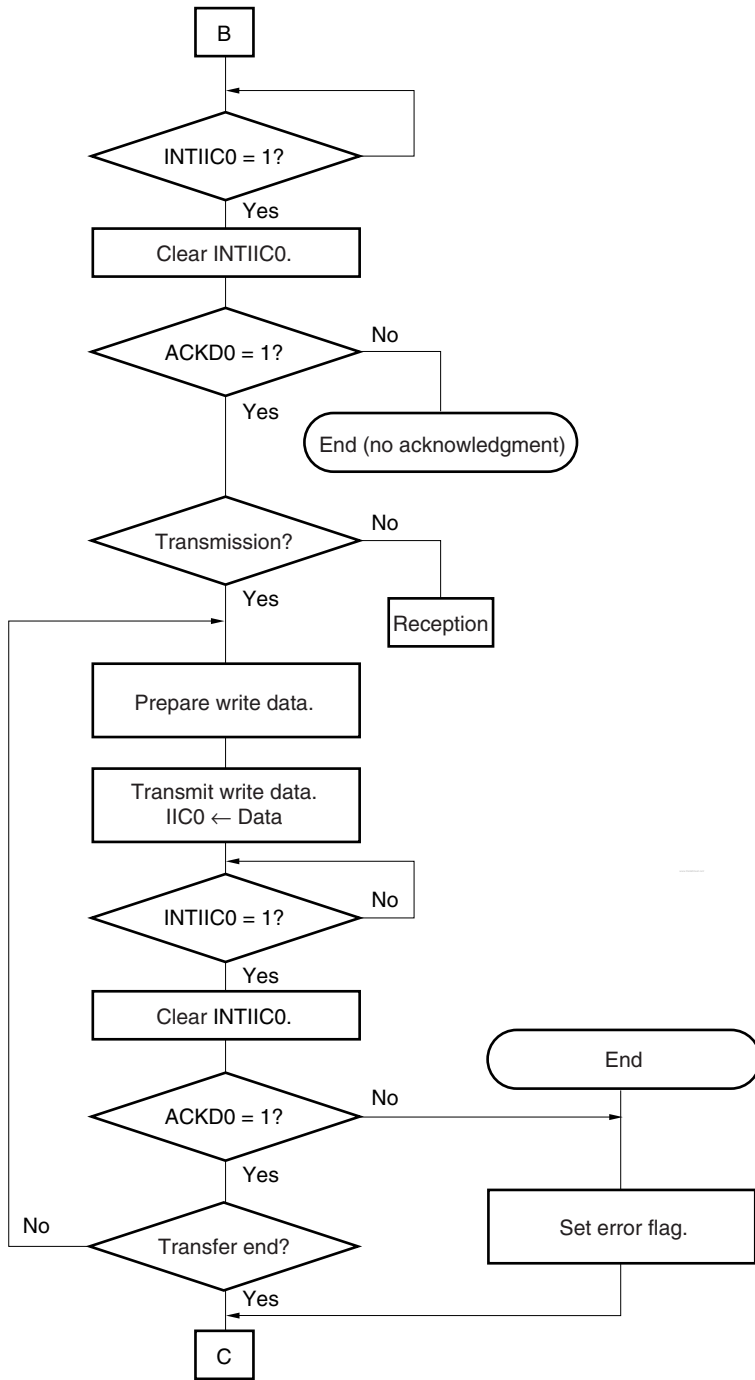 B
INTIIC0 = 1?
Yes
Clear INTIIC0.
ACKD0 = 1?
No
Yes
End (no acknowledgment)
Transmission?
No
Yes
Reception
Prepare write data.
Transmit write data.
IIC0 ← Data
INTIIC0 = 1?
No
Yes
Clear INTIIC0.
End
ACKD0 = 1?
No
Yes
Set error flag.
No
Transfer end?
Yes
C